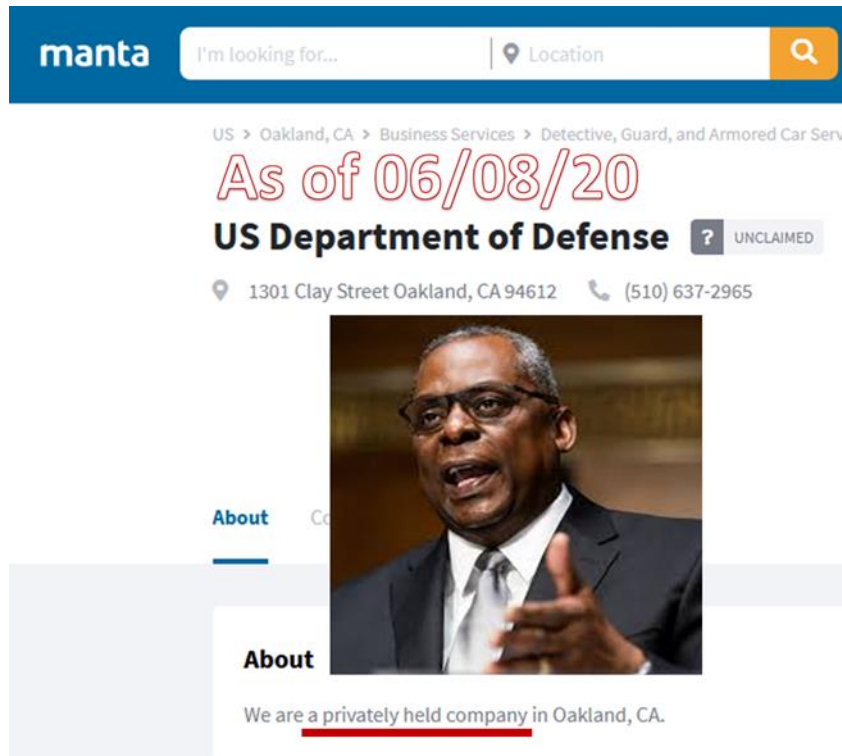 manta
I'm looking for...
Location
US > Oakland, CA > Business Services > Detective, Guard, and Armored Car Serv
As of 06/08/20
US Department of Defense
? UNCLAIMED
1301 Clay Street Oakland, CA 94612
(510) 637-2965
About
Co
About
We are a privately held company in Oakland, CA.